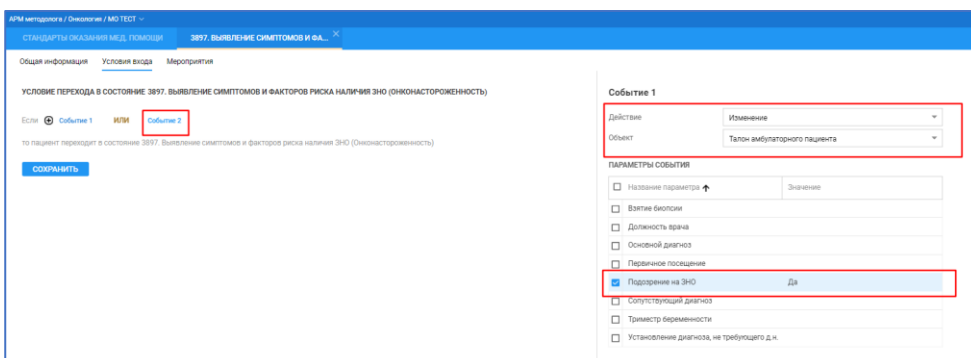 АРМ методолога / Онкология / МО ТЕСТ
СТАНДАРТЫ ОКАЗАНИЯ МЕД. ПОМОЩИ
3897. ВЫЯВЛЕНИЕ СИМПТОМОВ И ФА...
Общая информация Условия входа Мероприятия
УСЛОВИЕ ПЕРЕХОДА В СОСТОЯНИЕ 3897. ВЫЯВЛЕНИЕ СИМПТОМОВ И ФАКТОРОВ РИСКА НАЛИЧИЯ ЗНО (ОНКОНАСТОРОЖЕННОСТЬ)
Если Событие 1 ИЛИ Событие 2
то пациент переходит в состояние 3897. Выявление симптомов и факторов риска наличия ЗНО (Онконастороженность)
СОХРАНИТЬ
Событие 1
Действие Изменение
Объект Талон амбулаторного пациента
ПАРАМЕТРЫ СОБЫТИЯ
Название параметра Значение
Взятие биопсии
Должность врача
Основной диагноз
Первичное посещение
Подозрение на ЗНО Да
Сопутствующий диагноз
Триместр беременности
Установление диагноза, не требующего д.н.